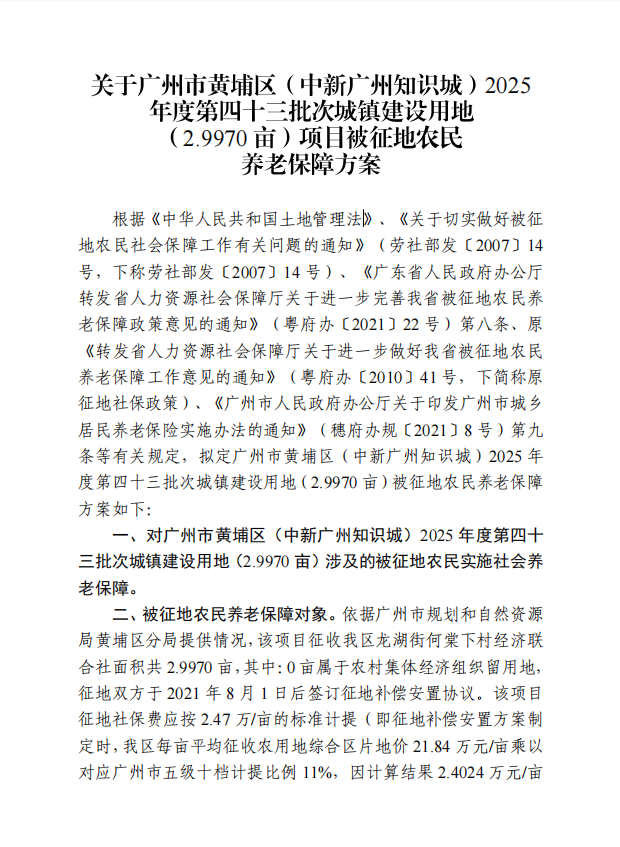 关于广州市黄埔区（中新广州知识城）2025
年度第四十三批次城镇建设用地
（2.9970 亩）项目被征地农民
养老保障方案
根据《中华人民共和国土地管理法》、《关于切实做好被征
地农民社会保障工作有关问题的通知》（劳社部发〔2007〕14
号，下称劳社部发〔2007〕14 号）、《广东省人民政府办公厅
转发省人力资源社会保障厅关于进一步完善我省被征地农民养
老保障政策意见的通知》（粤府办〔2021〕22 号）第八条、原
《转发省人力资源社会保障厅关于进一步做好我省被征地农民
养老保障工作意见的通知》（粤府办〔2010〕41 号，下简称原
征地社保政策）、《广州市人民政府办公厅关于印发广州市城乡
居民养老保险实施办法的通知》（穗府办规〔2021〕8 号）第九
条等有关规定，拟定广州市黄埔区（中新广州知识城）2025 年
度第四十三批次城镇建设用地（2.9970 亩）被征地农民养老保障
方案如下：
一、对广州市黄埔区（中新广州知识城）2025 年度第四十
三批次城镇建设用地（2.9970 亩）涉及的被征地农民实施社会养
老保障。
二、被征地农民养老保障对象。依据广州市规划和自然资源
局黄埔区分局提供情况，该项目征收我区龙湖街何棠下村经济联
合社面积共 2.9970 亩，其中：0 亩属于农村集体经济组织留用地，
征地双方于 2021 年 8 月 1 日后签订征地补偿安置协议。该项目
征地社保费应按 2.47 万/亩的标准计提（即征地补偿安置方案制
定时，我区每亩平均征收农用地综合区片地价 21.84 万元/亩乘以
对应广州市五级十档计提比例 11%，因计算结果 2.4024 万元/亩